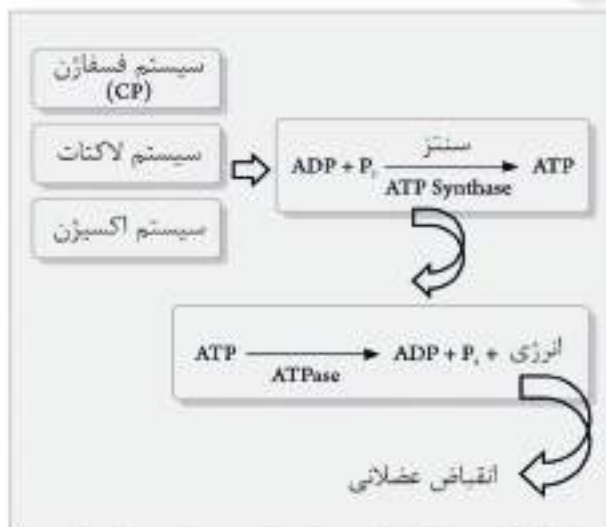 سیستم فسفاژن
(CP)
سیستم لاکتات
سیستم اکسیژن
سنتز
ADP + Pi ATP
ATP Synthase
ATP ADP + Pi + انرژی
ATPase
انقباض عضلانی